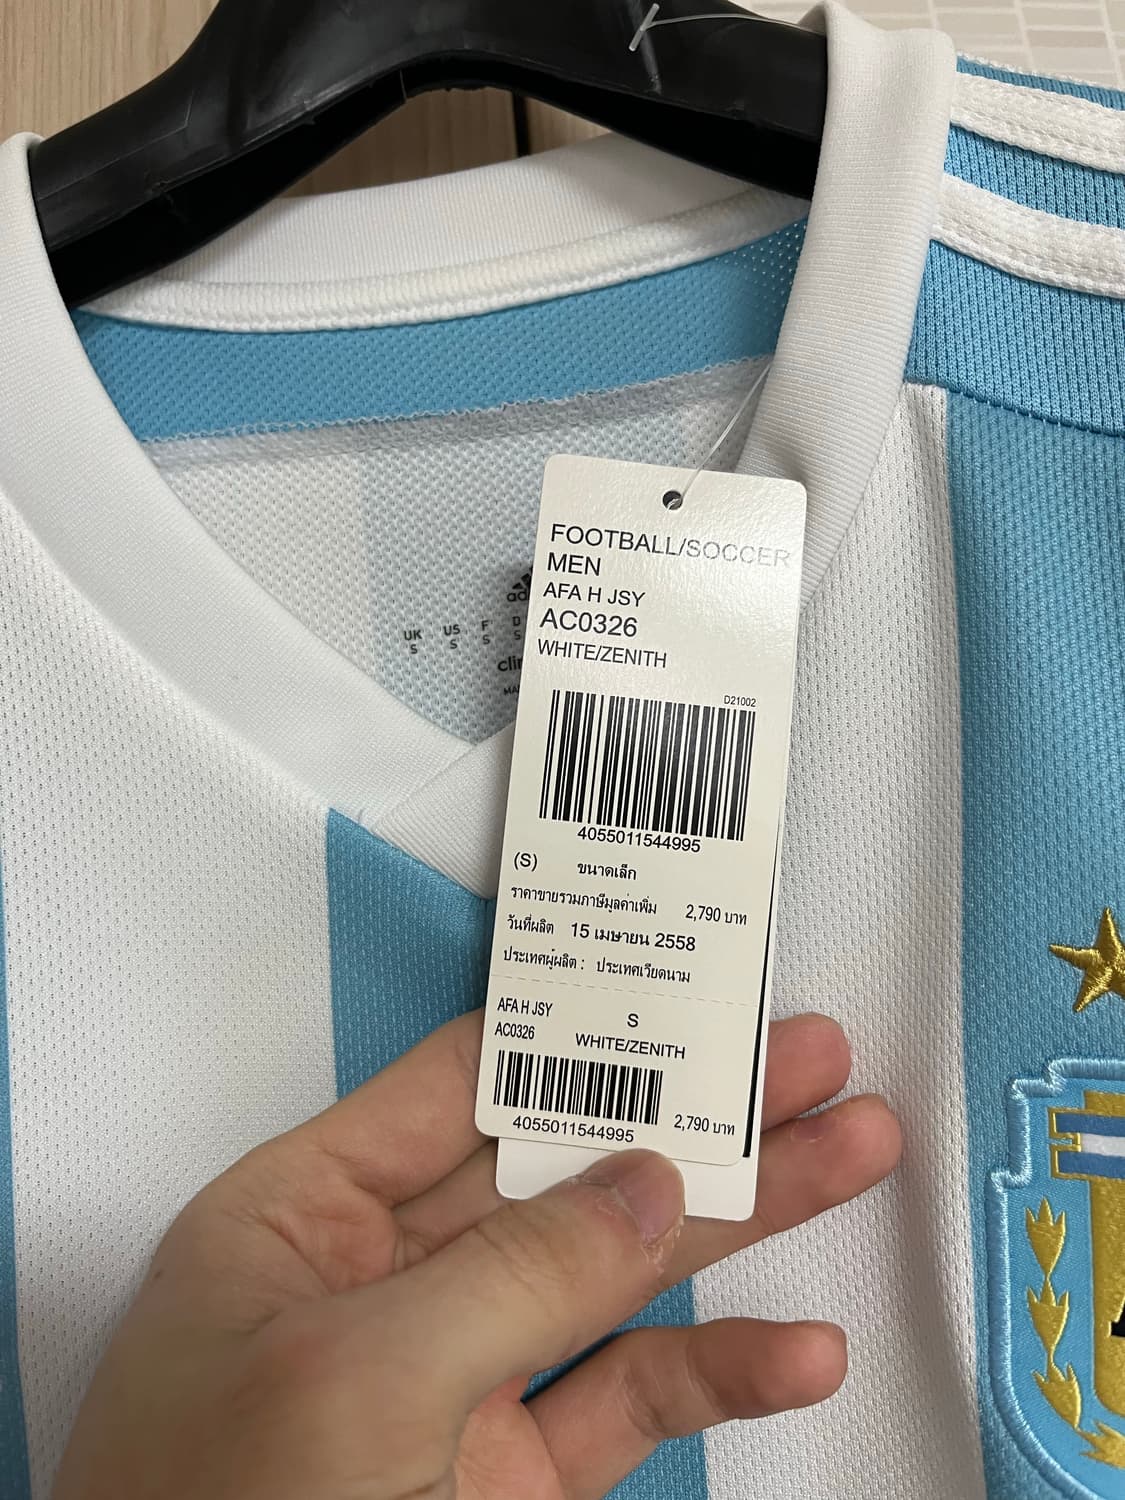 FOOTBALL/SOCCER
MEN
AFA H JSY
AC0326
WHITE/ZENITH
D21002
4055011544995
(S) ขนาดเล็ก
ราคาขายรวมภาษีมูลค่าเพิ่ม 2,790 บาท
วันที่ผลิต 15 เมษายน 2558
ประเทศผู้ผลิต : ประเทศเวียดนาม
AFA H JSY S
AC0326 WHITE/ZENITH
4055011544995 2,790 บาท
UK US F D
S S S S